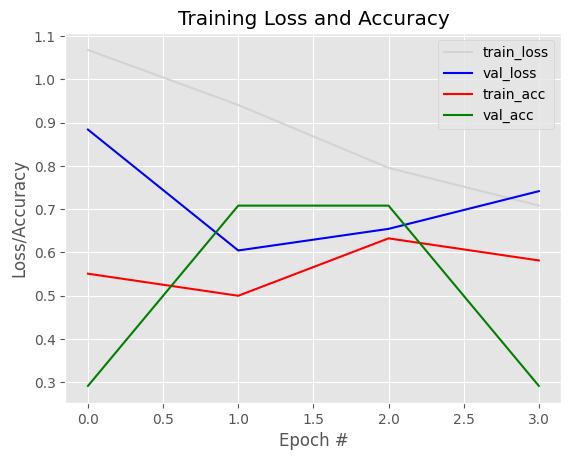 Training Loss and Accuracy
1.1
1.0
0.9
0.8
0.7
0.6
0.5
0.4
0.3
Loss/Accuracy
train_loss
val_loss
train_acc
val_acc
0.0 0.5 1.0 1.5 2.0 2.5 3.0
Epoch #